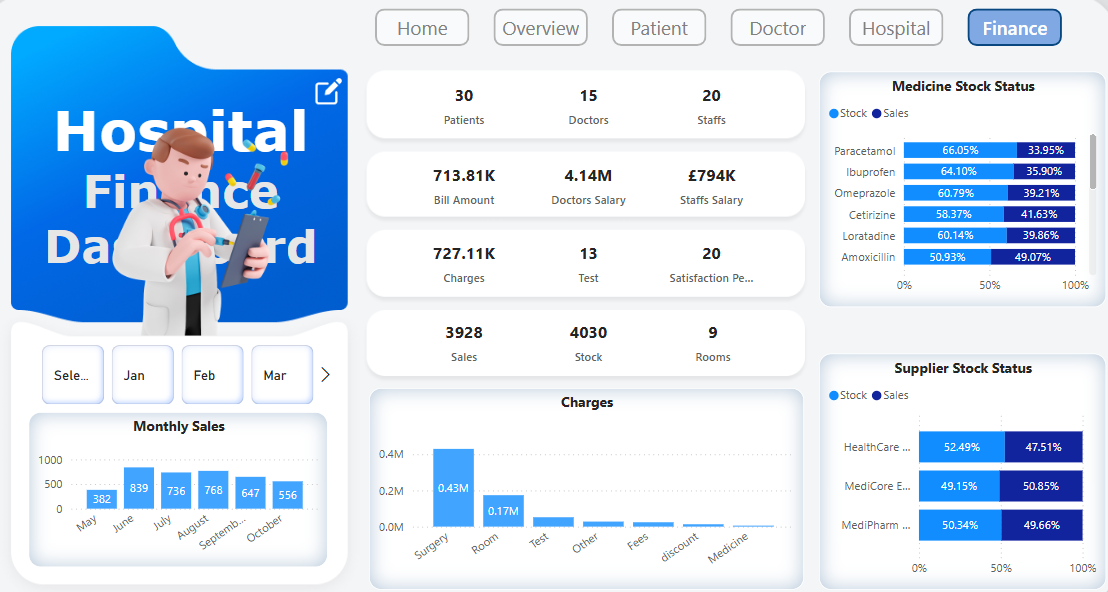 Home
Overview
Patient
Doctor
Hospital
Finance
Hospital
Fin nce
Da rd
Sele...
Jan
Feb
Mar
Monthly Sales
1000
500
0
382
839
736
768
647
556
May
June
July
August
Septemb...
October
30
15
20
Patients
Doctors
Staffs
713.81K
4.14M
£794K
Bill Amount
Doctors Salary
Staffs Salary
727.11K
13
20
Charges
Test
Satisfaction Pe...
3928
4030
9
Sales
Stock
Rooms
Charges
0.4M
0.2M
0.0M
0.43M
0.17M
Surgery
Room
Test
Other
Fees
discount
Medicine
Medicine Stock Status
Stock
Sales
Paracetamol 66.05% 33.95%
Ibuprofen 64.10% 35.90%
Omeprazole 60.79% 39.21%
Cetirizine 58.37% 41.63%
Loratadine 60.14% 39.86%
Amoxicillin 50.93% 49.07%
0% 50% 100%
Supplier Stock Status
Stock
Sales
HealthCare ... 52.49% 47.51%
MediCore E... 49.15% 50.85%
MediPharm ... 50.34% 49.66%
0% 50% 100%